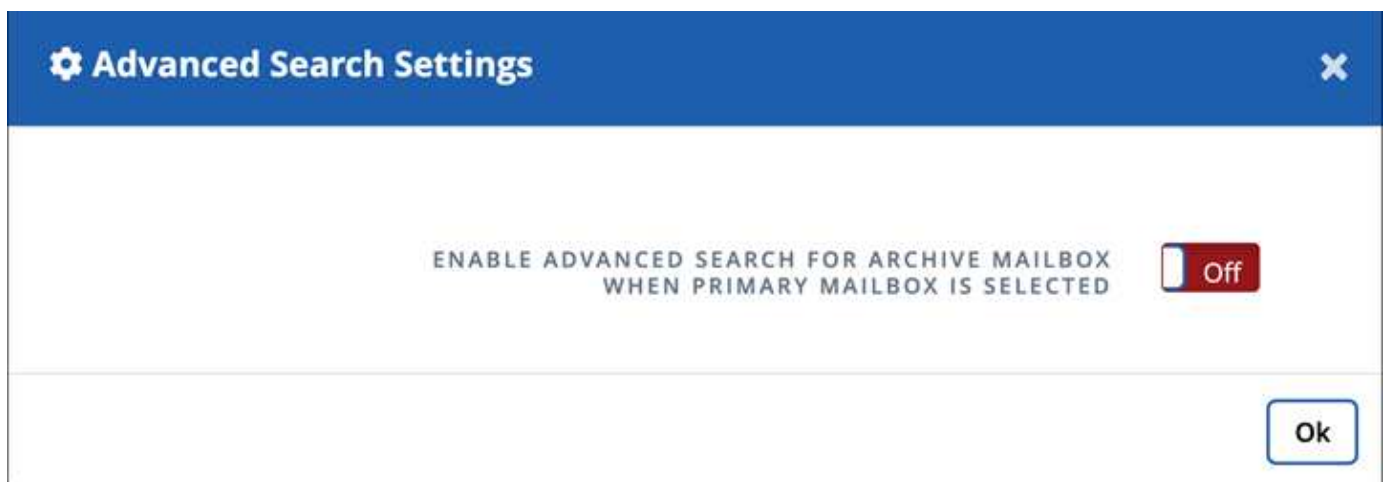 Advanced Search Settings
ENABLE ADVANCED SEARCH FOR ARCHIVE MAILBOX
WHEN PRIMARY MAILBOX IS SELECTED
Off
Ok